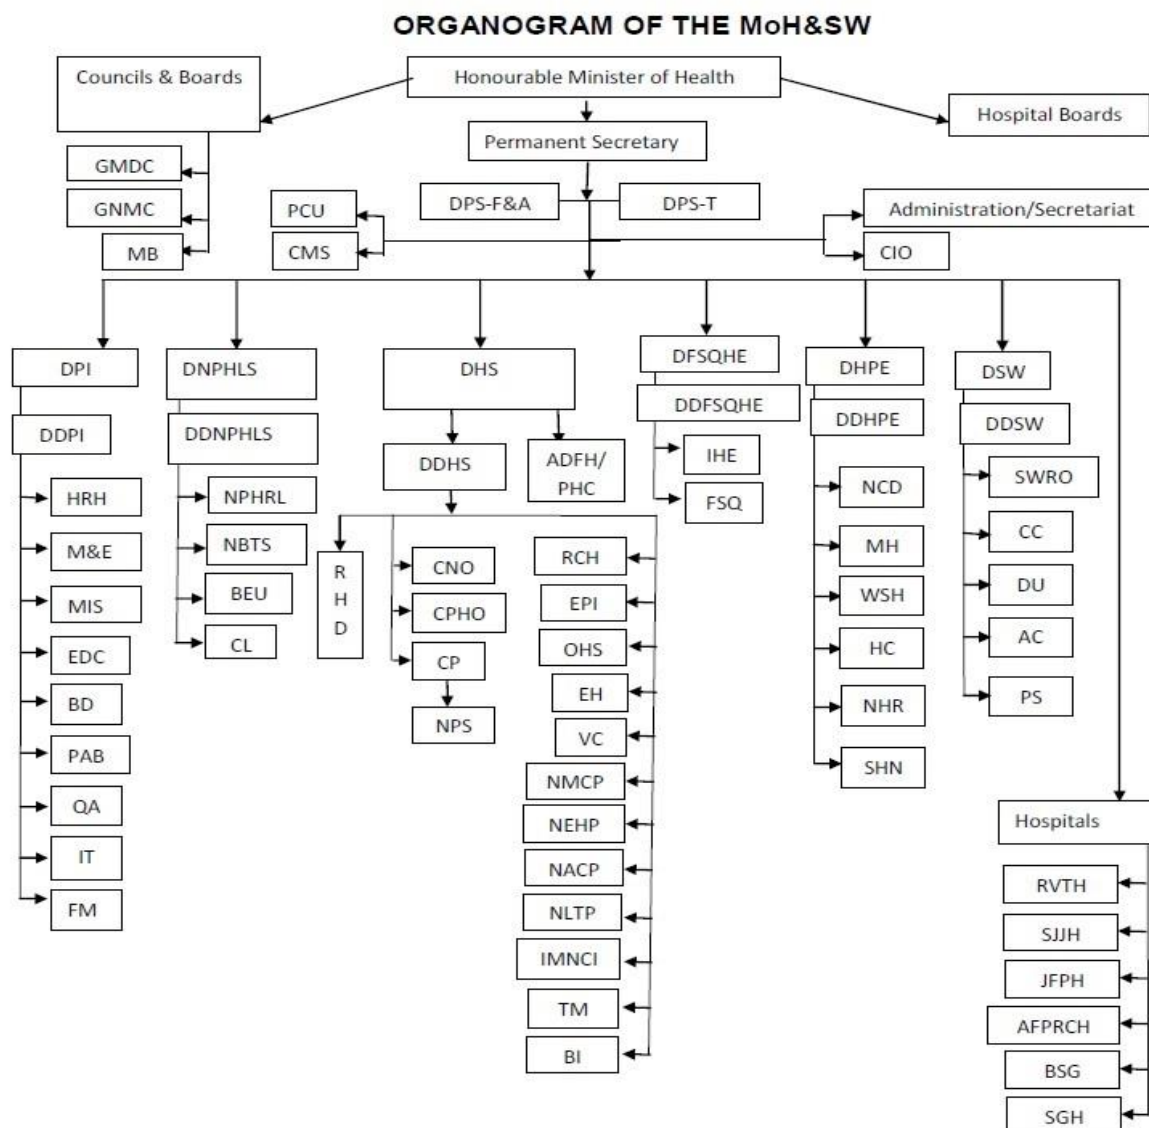 ORGANOGRAM OF THE MoH&SW
Councils & Boards
Honourable Minister of Health
Hospital Boards
Permanent Secretary
GMDC
GNMC
MB
DPS-F&A
DPS-T
PCU
CMS
Administration/Secretariat
CIO
DPI
DDPI
HRH
M&E
MIS
EDC
BD
PAB
QA
IT
FM
DNPHLS
DDNPHLS
NPHRL
NBTS
BEU
CL
DHS
DDHS
ADFH/
PHC
R
H
D
CNO
CPHO
CP
NPS
RCH
EPI
OHS
EH
VC
NMCP
NEHP
NACP
NLTP
IMNCI
TM
BI
DFSQHE
DDFSQHE
IHE
FSQ
DHPE
DDHPE
NCD
MH
WSH
HC
NHR
SHN
DSW
DDSW
SWRO
CC
DU
AC
PS
Hospitals
RVTH
SJJH
JFPH
AFPRCH
BSG
SGH